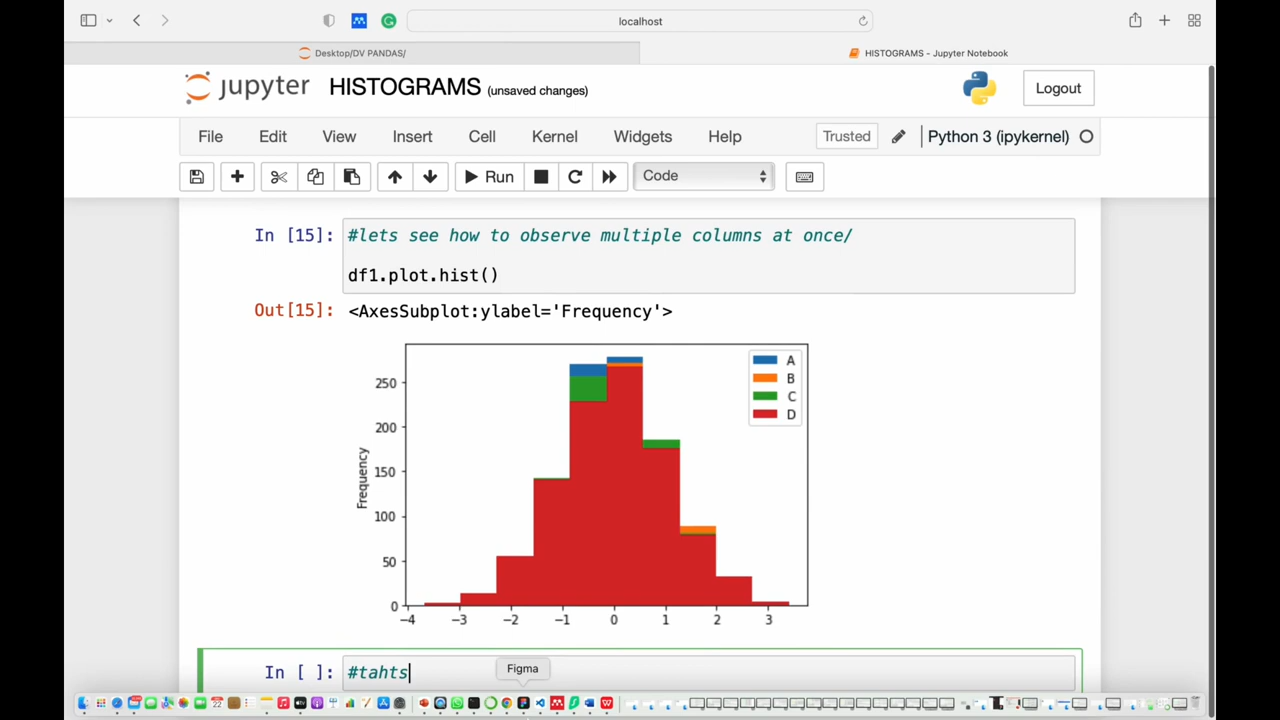 localhost
Desktop/DV PANDAS/
HISTOGRAMS - Jupyter Notebook
jupyter HISTOGRAMS (unsaved changes)
Logout
File Edit View Insert Cell Kernel Widgets Help
Trusted
Python 3 (ipykernel)
Run
Code
In [15]: #lets see how to observe multiple columns at once/
df1.plot.hist()
Out[15]: <AxesSubplot:ylabel='Frequency'>
A
B
C
D
250
200
150
100
50
0
Frequency
−4 −3 −2 −1 0 1 2 3
In [ ]: #tahts
Figma